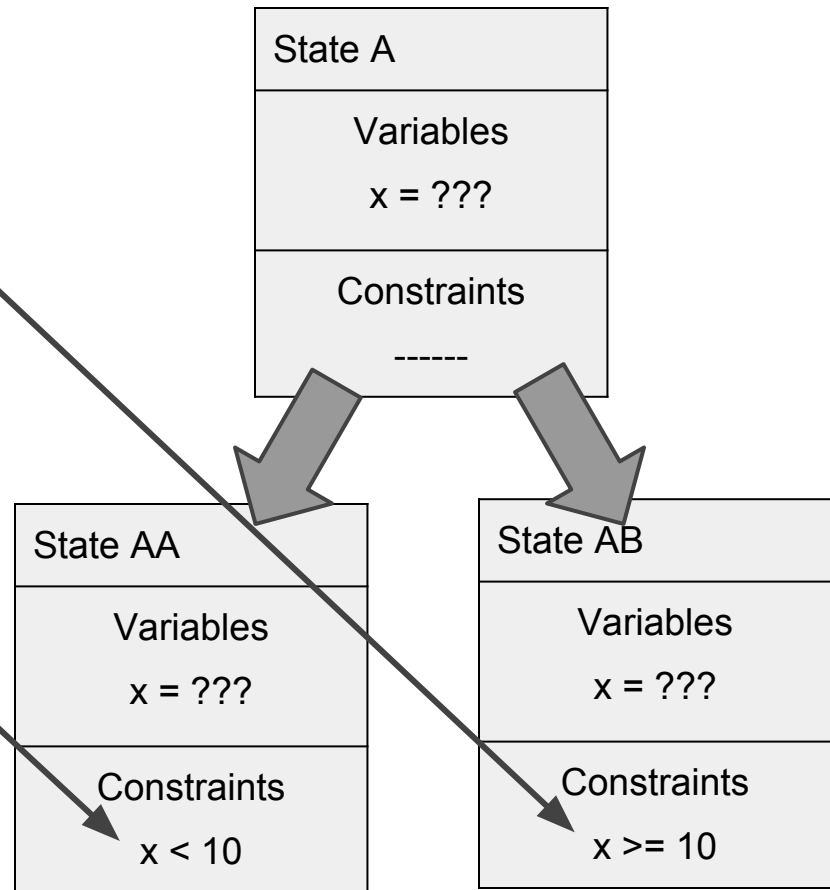 State A
Variables
x = ???
Constraints
------
State AA
Variables
x = ???
Constraints
x < 10
State AB
Variables
x = ???
Constraints
x >= 10